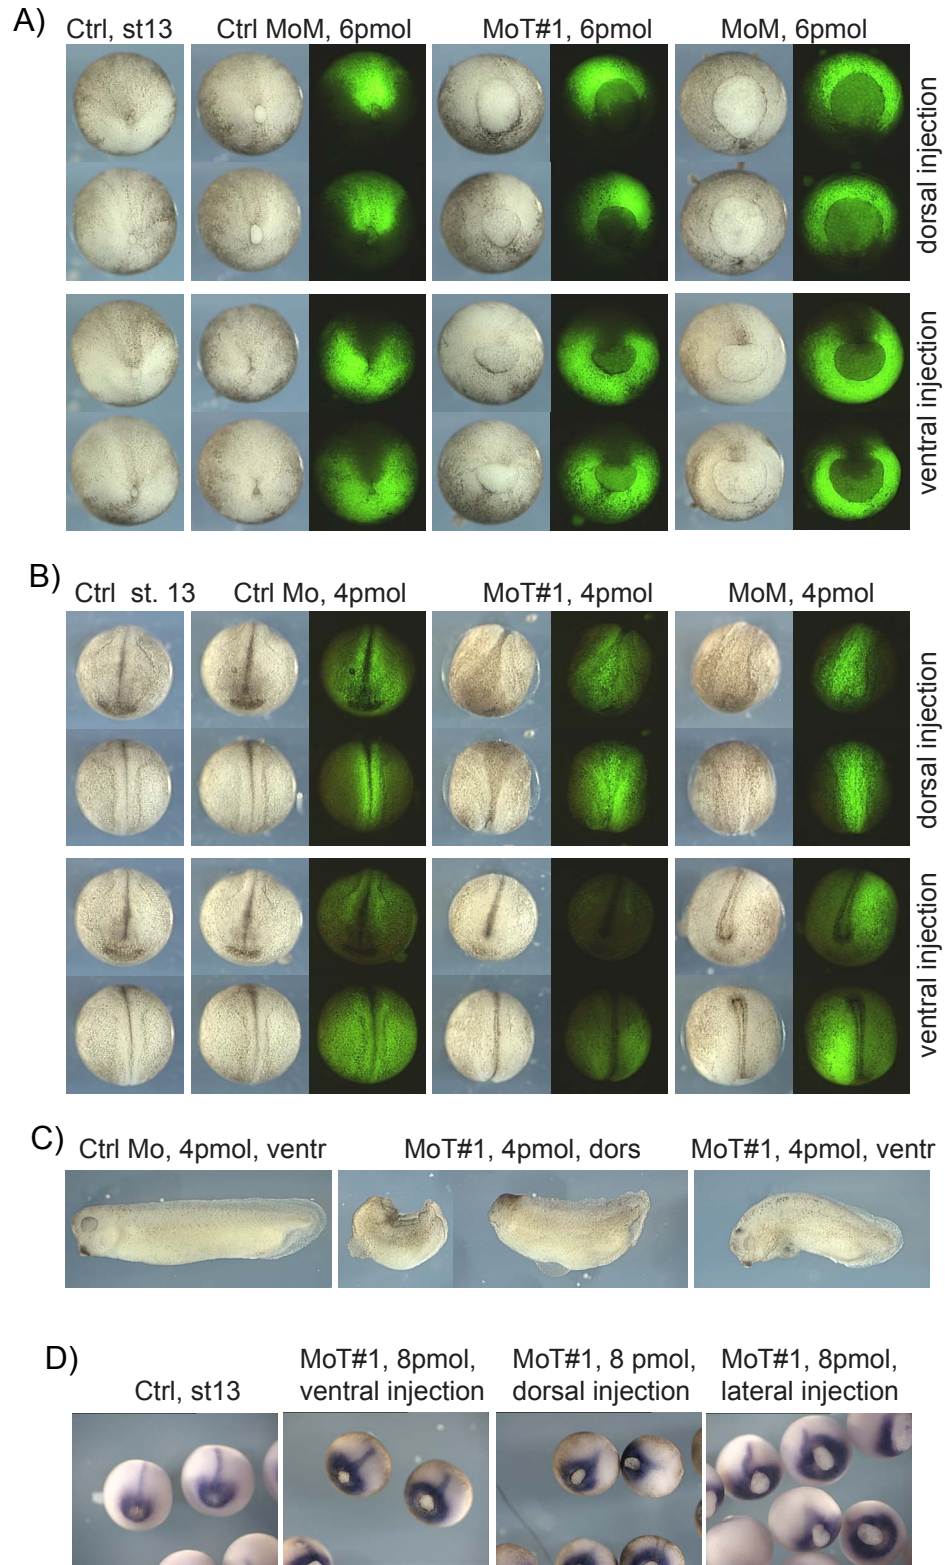 A)
Ctrl, st13
Ctrl MoM, 6pmol
MoT#1, 6pmol
MoM, 6pmol
dorsal injection
ventral injection
B)
Ctrl st. 13
Ctrl Mo, 4pmol
MoT#1, 4pmol
MoM, 4pmol
dorsal injection
ventral injection
C)
Ctrl Mo, 4pmol, ventr
MoT#1, 4pmol, dors
MoT#1, 4pmol, ventr
D)
Ctrl, st13
MoT#1, 8pmol,
ventral injection
MoT#1, 8 pmol,
dorsal injection
MoT#1, 8pmol,
lateral injection